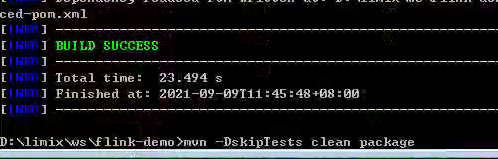 ced-pom.xml
[INFO] ------------------------------------------------------------------------
[INFO] BUILD SUCCESS
[INFO] ------------------------------------------------------------------------
[INFO] Total time:  23.494 s
[INFO] Finished at: 2021-09-09T11:45:48+08:00
[INFO] ------------------------------------------------------------------------
D:\limix\ws\flink-demo>mvn -DskipTests clean package